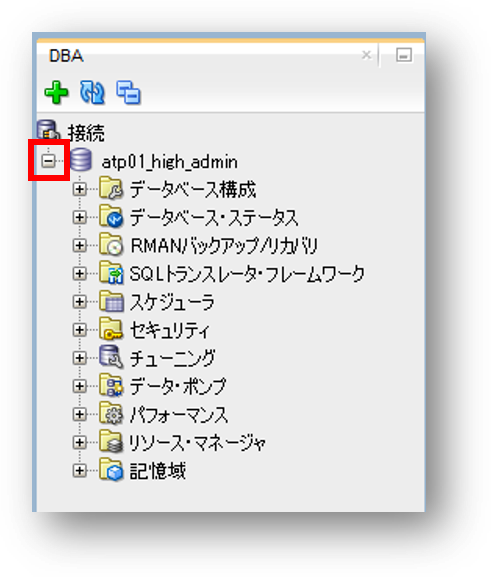 DBA
接続
atp01_high_admin
データベース構成
データベース・ステータス
RMANバックアップ/リカバリ
SQLトランスレータ・フレームワーク
スケジューラ
セキュリティ
チューニング
データ・ポンプ
パフォーマンス
リソース・マネージャ
記憶域